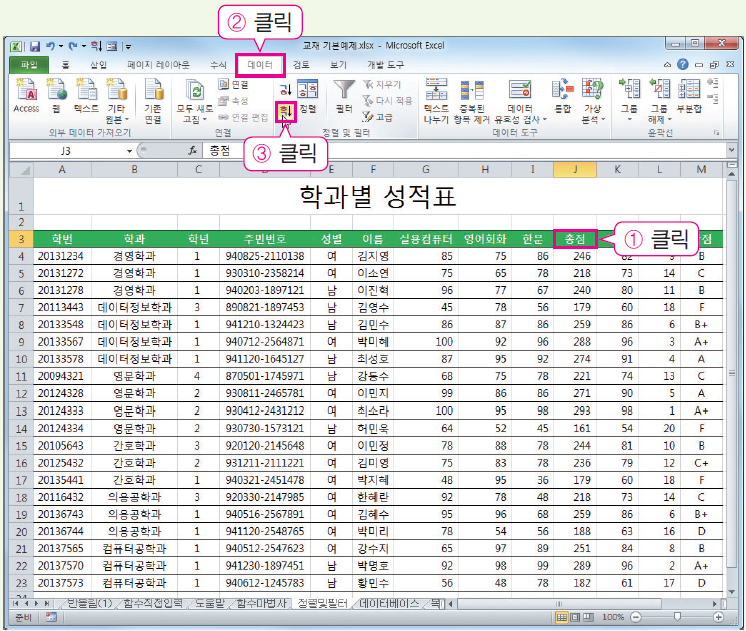 ② 클릭
교재 기본예제.xlsx - Microsoft Excel
파일 홈 삽입 페이지 레이아웃 수식 데이터 검토 보기 개발 도구
Access 웹 텍스트 기타 원본 기존 연결 모두 새로 고침 연결 속성 연결 편집 정렬 필터 지우기 다시 적용 고급 텍스트 나누기 중복된 항목 제거 데이터 유효성 검사 통합 가상 분석 그룹 그룹 해제 부분합
외부 데이터 가져오기 연결 정렬 및 필터 데이터 도구 윤곽선
③ 클릭
J3 fx 총점
A B C E F G H I J K L M
1 학과별 성적표
2
3 학번 학과 학년 주민번호 성별 이름 실용컴퓨터 영어회화 한문 총점 ① 클릭
4 20131234 경영학과 1 940825-2110138 여 김지영 85 75 86 246 82 9 B
5 20131272 경영학과 1 930310-2358214 여 이소연 75 65 78 218 73 14 C
6 20131278 경영학과 1 940203-1897121 남 이진혁 96 77 67 240 80 11 B
7 20113443 데이터정보학과 3 890821-1897453 남 김영수 45 78 56 179 60 18 F
8 20133548 데이터정보학과 1 941210-1324423 남 김민수 86 87 86 259 86 6 B+
9 20133567 데이터정보학과 1 940712-2564871 여 박미혜 100 92 96 288 96 3 A+
10 20133578 데이터정보학과 1 941120-1645127 남 최성호 87 95 92 274 91 4 A
11 20094321 영문학과 4 870501-1745971 남 강동수 68 75 78 221 74 13 C
12 20124328 영문학과 2 930811-2465781 여 이민지 99 86 86 271 90 5 A
13 20124333 영문학과 2 930412-2431212 여 최소라 100 95 98 293 98 1 A+
14 20124334 영문학과 2 930730-1573121 남 허민욱 64 52 45 161 54 20 F
15 20105643 간호학과 3 920120-2145648 여 이민정 78 88 78 244 81 10 B
16 20125432 간호학과 2 931211-2111221 여 김미영 75 83 78 236 79 12 C+
17 20135441 간호학과 1 940321-2451478 여 박지혜 48 95 36 179 60 18 F
18 20116432 의용공학과 3 920330-2147985 여 한혜란 92 78 48 218 73 14 C
19 20136743 의용공학과 1 940516-2567891 여 김혜수 95 96 68 259 86 6 B+
20 20136744 의용공학과 1 941120-2548765 여 박미리 78 54 56 188 63 16 D
21 20137565 컴퓨터공학과 1 940512-2547623 여 강수지 65 97 89 251 84 8 B
22 20137570 컴퓨터공학과 1 941230-1897451 남 박명호 92 98 99 289 96 2 A+
23 20137573 컴퓨터공학과 1 940612-1245783 남 황민수 56 48 78 182 61 17 D
반올림(1) 함수직접입력 도움말 함수마법사 정렬및필터 데이터베이스
준비 100%